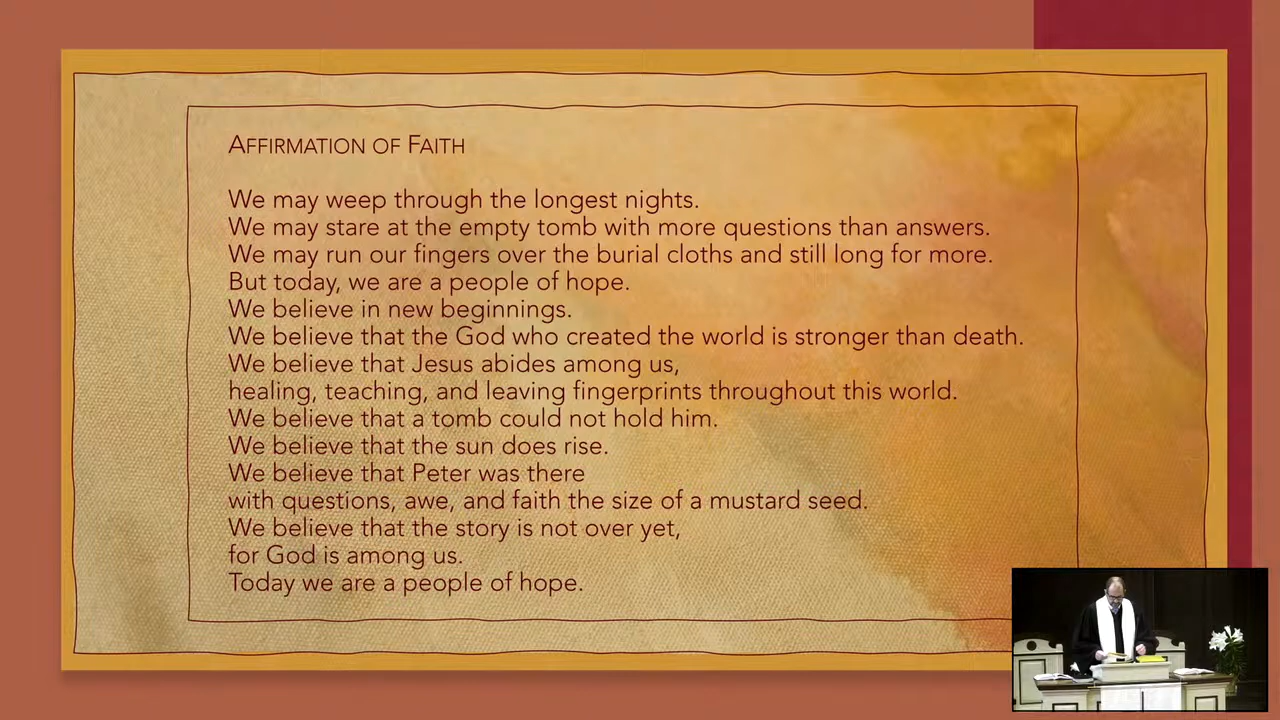 AFFIRMATION OF FAITH
We may weep through the longest nights.
We may stare at the empty tomb with more questions than answers.
We may run our fingers over the burial cloths and still long for more.
But today, we are a people of hope.
We believe in new beginnings.
We believe that the God who created the world is stronger than death.
We believe that Jesus abides among us,
healing, teaching, and leaving fingerprints throughout this world.
We believe that a tomb could not hold him.
We believe that the sun does rise.
We believe that Peter was there
with questions, awe, and faith the size of a mustard seed.
We believe that the story is not over yet,
for God is among us.
Today we are a people of hope.